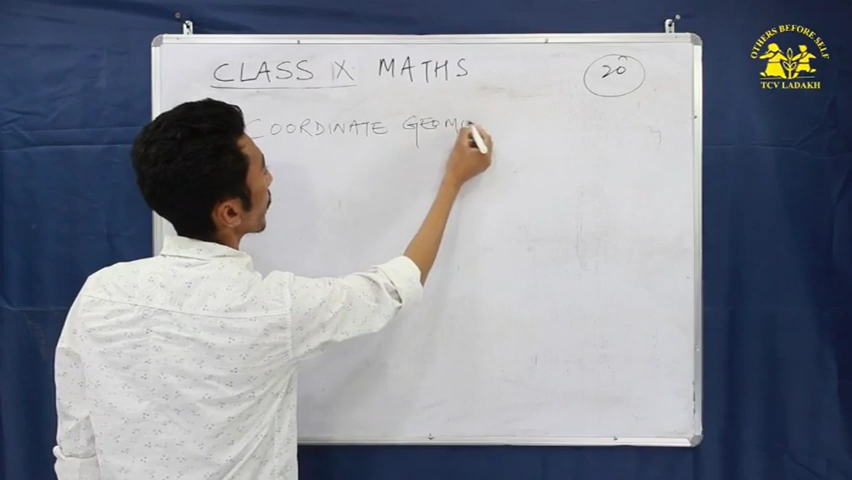 CLASS IX MATHS
20
COORDINATE GEOM
OTHERS BEFORE SELF
TCV LADAKH